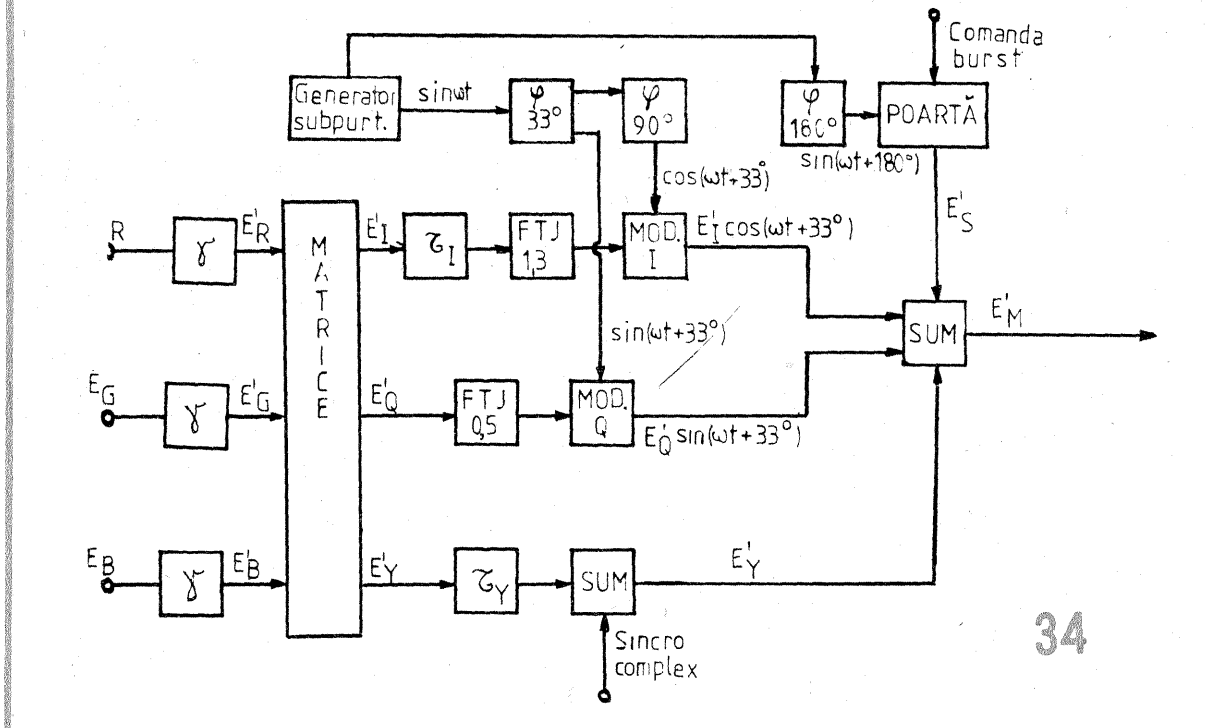 Comanda
burst
Generator
subpurt.
sinωt
φ
33°
φ
90°
φ
180°
POARTĂ
sin(ωt+180°)
cos(ωt+33°)
E'S
R
γ
E'R
MATRICE
E'I
τI
FTJ
1,3
MOD.
I
E'I cos(ωt+33°)
sin(ωt+33°)
SUM
E'M
EG
γ
E'G
E'Q
FTJ
0,5
MOD.
Q
E'Q sin(ωt+33°)
EB
γ
E'B
E'Y
τY
SUM
E'Y
Sincro
complex
34